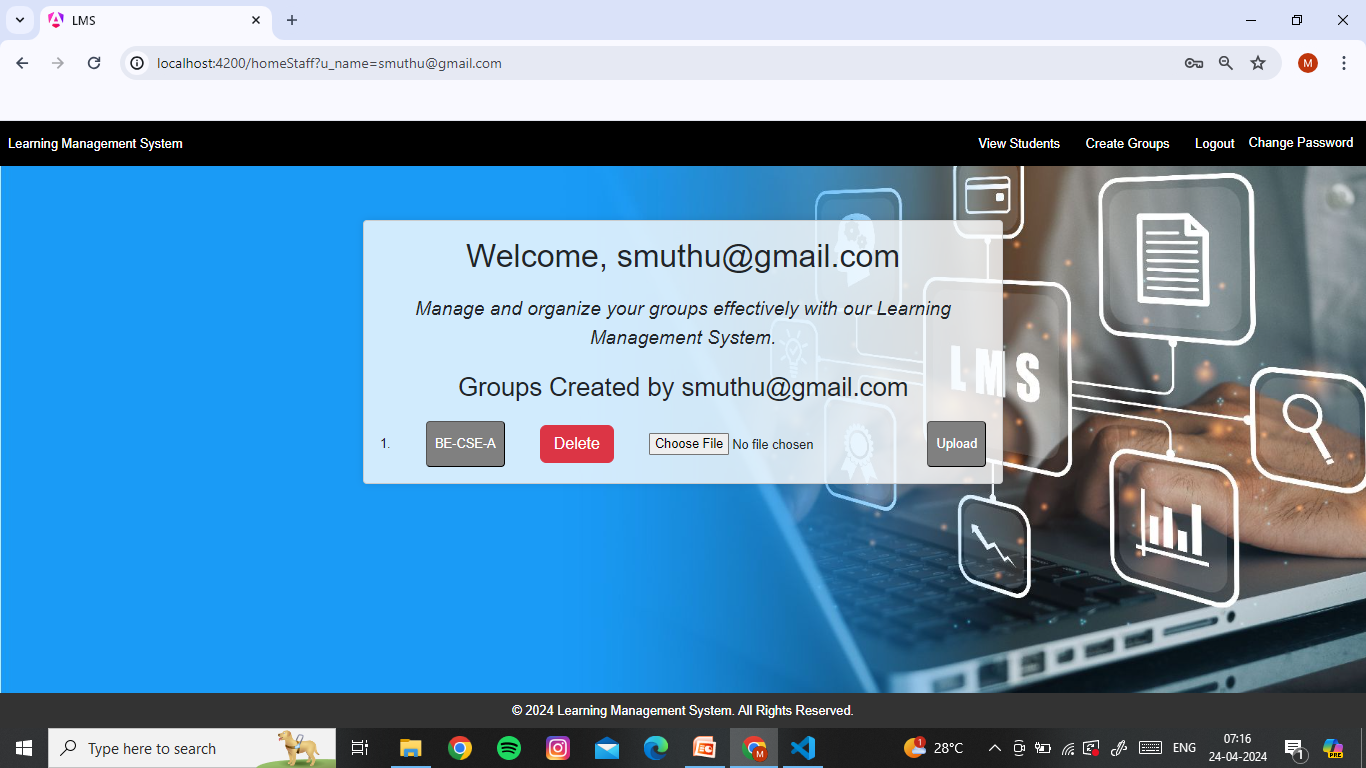 LMS
localhost:4200/homeStaff?u_name=smuthu@gmail.com
M
Learning Management System
View Students
Create Groups
Logout
Change Password
Welcome, smuthu@gmail.com
Manage and organize your groups effectively with our Learning
Management System.
Groups Created by smuthu@gmail.com
1.
BE-CSE-A
Delete
Choose File
No file chosen
Upload
LMS
© 2024 Learning Management System. All Rights Reserved.
Type here to search
M
1
28°C
ENG
07:16
24-04-2024
1
PRE